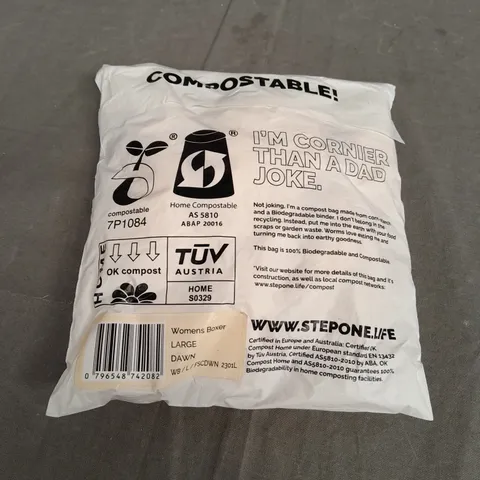 COMPOSTABLE!
compostable
7P1084
Home Compostable
AS 5810
ABAP 20016
HOME
OK compost
TÜV
AUSTRIA
HOME
S0329
I'M CORNIER
THAN A DAD
JOKE.
Not joking. I'm a compost bag made from corn starch
and a Biodegradable binder. I don't belong in the
recycling. Instead, put me into the earth with your food
scraps or garden waste. Worms love eating me and
turning me back into earthy goodness.
This bag is 100% Biodegradable and Compostable.
*Visit our website for more details of this bag and it's
construction, as well as local compost networks:
www.stepone.life/compost
WWW.STEPONE.LIFE
Certified in Europe and Australia: Certified OK
Compost Home under European standard EN 13432
by Tüv Austria. Certified AS5810-2010 by ABA, OK
Compost Home and AS5810-2010 guarantees 100%
Biodegradability in home composting facilities.
Womens Boxer
LARGE
DAWN
2301L
0 796548 742082